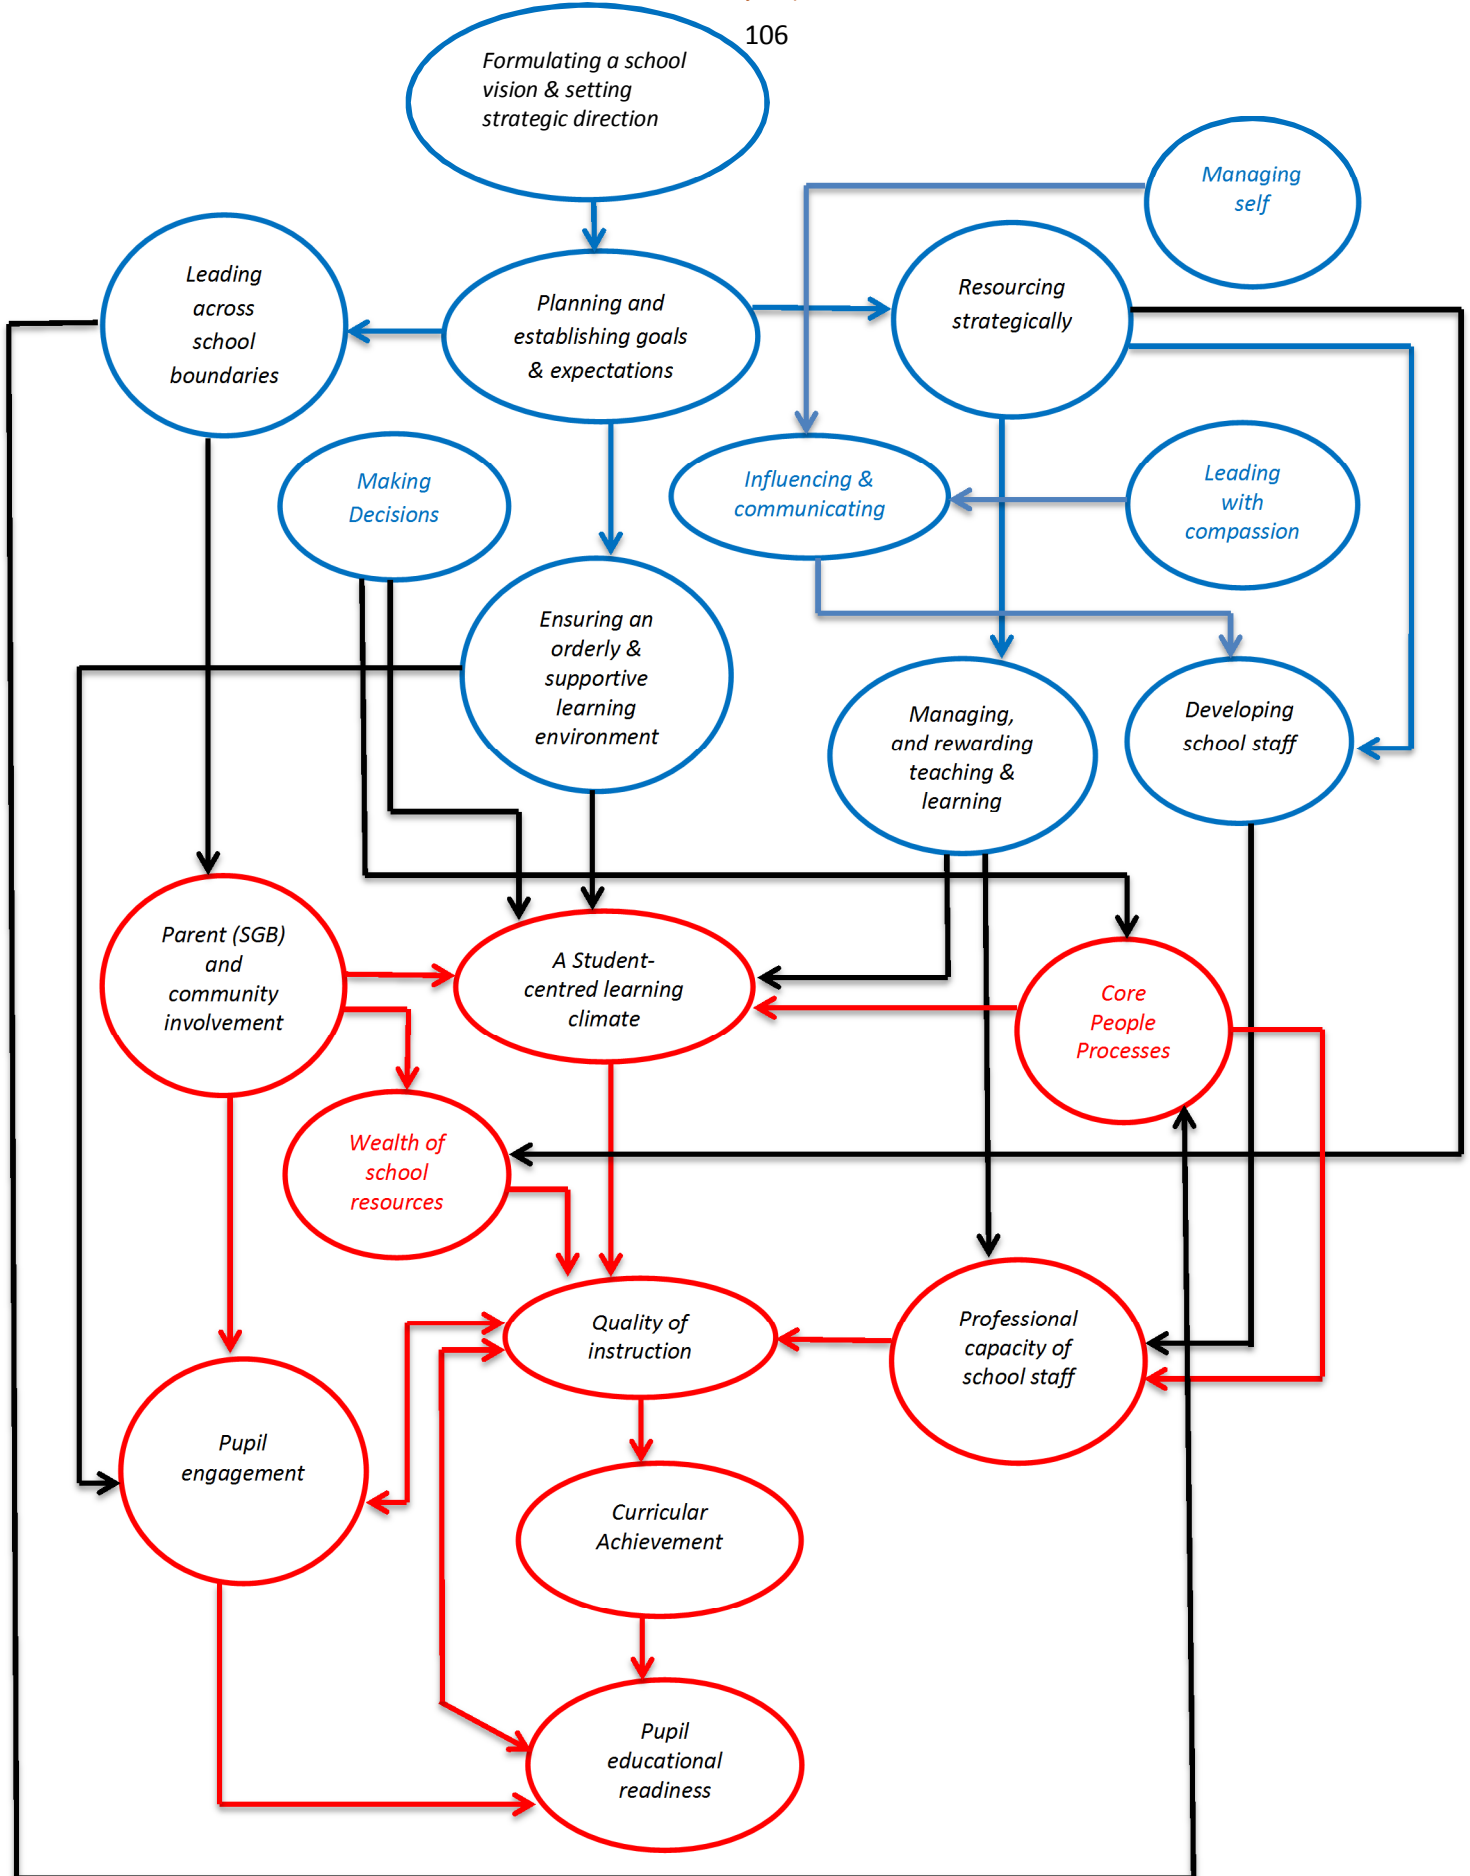 106
Formulating a school
vision & setting
strategic direction
Managing
self
Leading
across
school
boundaries
Planning and
establishing goals
& expectations
Resourcing
strategically
Making
Decisions
Influencing &
communicating
Leading
with
compassion
Ensuring an
orderly &
supportive
learning
environment
Managing,
and rewarding
teaching &
learning
Developing
school staff
Parent (SGB)
and
community
involvement
A Student-
centred learning
climate
Core
People
Processes
Wealth of
school
resources
Quality of
instruction
Professional
capacity of
school staff
Pupil
engagement
Curricular
Achievement
Pupil
educational
readiness